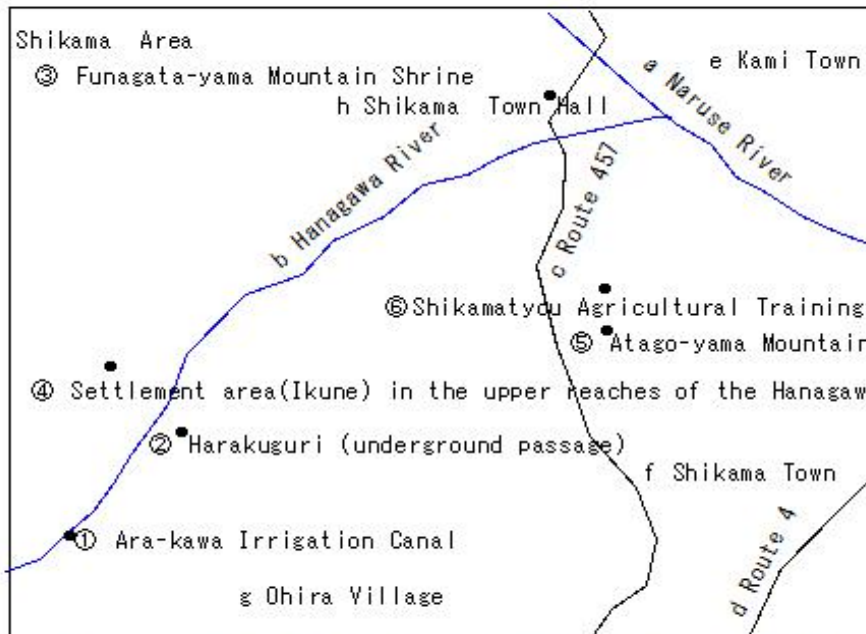 Shikama Area
③ Funagata-yama Mountain Shrine
e Kami Town
a Naruse River
h Shikama Town Hall
b Hanagawa River
c Route 457
⑥Shikamatyou Agricultural Training
⑤ Atago-yama Mountain
④ Settlement area(Ikune) in the upper reaches of the Hanagaw
② Harakuguri (underground passage)
f Shikama Town
① Ara-kawa Irrigation Canal
d Route 4
g Ohira Village